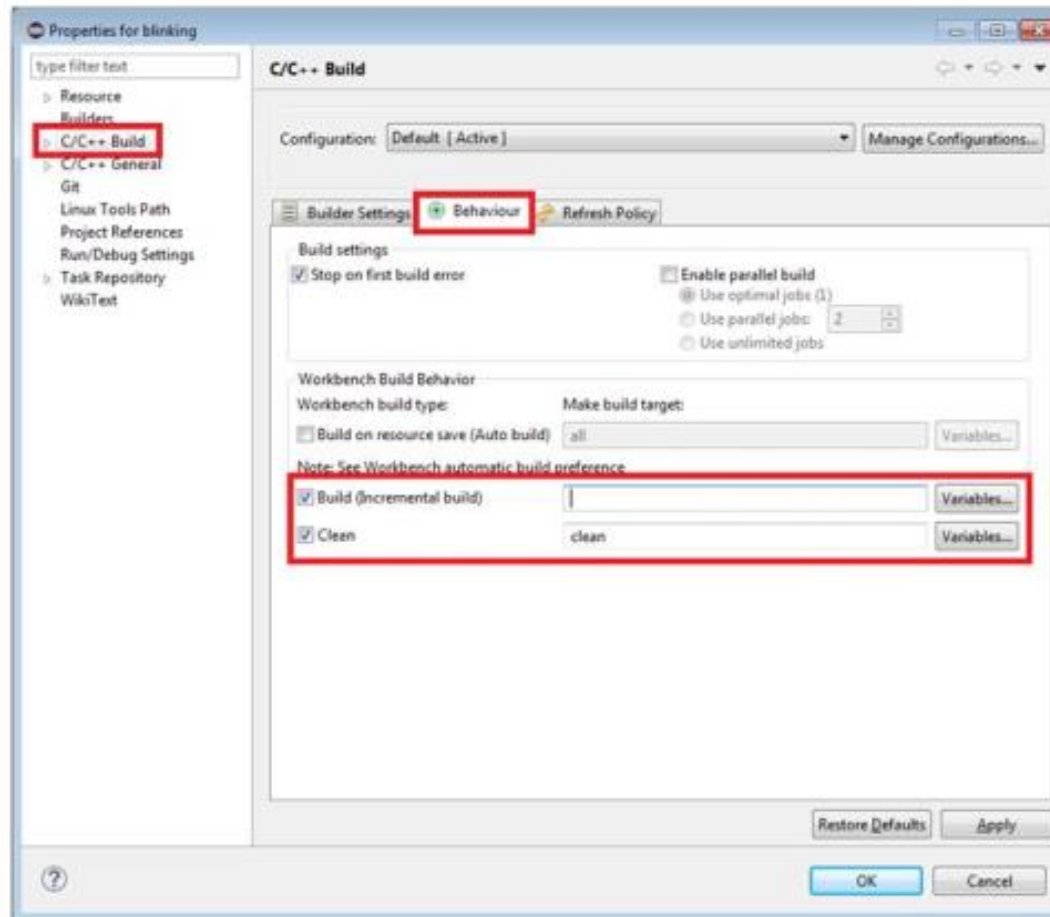 Properties for blinking
type filter text
Resource
Builders
C/C++ Build
C/C++ General
Git
Linux Tools Path
Project References
Run/Debug Settings
Task Repository
WikiText
C/C++ Build
Configuration: Default [ Active ] Manage Configurations...
Builder Settings Behaviour Refresh Policy
Build settings
Stop on first build error Enable parallel build
Use optimal jobs (1)
Use parallel jobs: 2
Use unlimited jobs
Workbench Build Behavior
Workbench build type: Make build target:
Build on resource save (Auto build) all Variables...
Note: See Workbench automatic build preference
Build (Incremental build) Variables...
Clean clean Variables...
Restore Defaults Apply
? OK Cancel